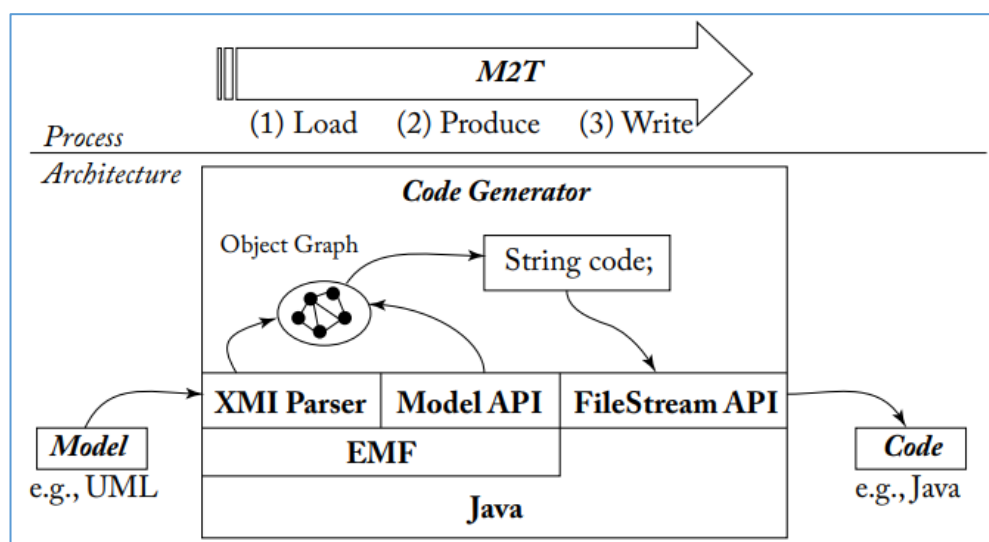 M2T
(1) Load (2) Produce (3) Write
Process
Architecture
Code Generator
Object Graph
String code;
XMI Parser Model API FileStream API
Model EMF Code
e.g., UML Java e.g., Java